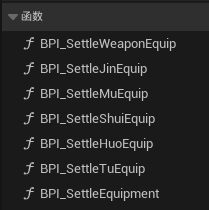 函数
BPI_SettleWeaponEquip
BPI_SettleJinEquip
BPI_SettleMuEquip
BPI_SettleShuiEquip
BPI_SettleHuoEquip
BPI_SettleTuEquip
BPI_SettleEquipment